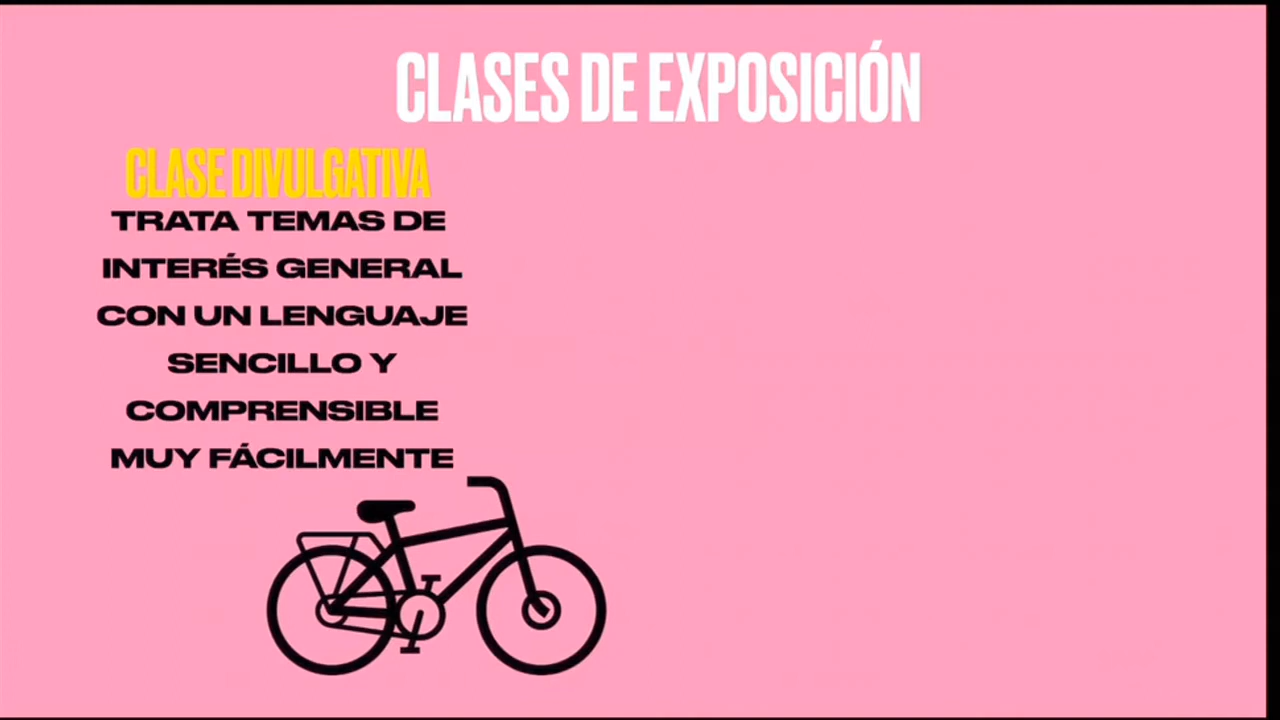 CLASES DE EXPOSICIÓN
CLASE DIVULGATIVA
TRATA TEMAS DE
INTERÉS GENERAL
CON UN LENGUAJE
SENCILLO Y
COMPRENSIBLE
MUY FÁCILMENTE